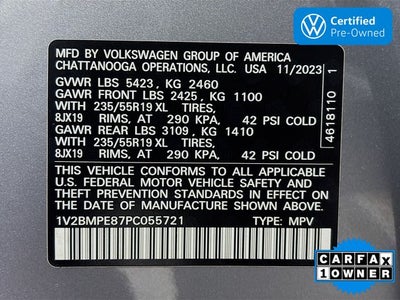 Certified
Pre-Owned
MFD BY VOLKSWAGEN GROUP OF AMERICA
CHATTANOOGA OPERATIONS, LLC. USA 11/2023
GVWR LBS 5423, KG 2460
GAWR FRONT LBS 2425, KG 1100
WITH 235/55R19 XL TIRES,
8JX19 RIMS, AT 290 KPA, 42 PSI COLD
GAWR REAR LBS 3109, KG 1410
WITH 235/55R19 XL TIRES,
8JX19 RIMS, AT 290 KPA, 42 PSI COLD
THIS VEHICLE CONFORMS TO ALL APPLICABLE
U.S. FEDERAL MOTOR VEHICLE SAFETY
STANDARDS IN EFFECT ON THE
DATE OF MANUFACTURE SHOWN ABOVE.
1V2BMPE87PC055721 TYPE: MPV
4618110 1
CARFAX
1 OWNER